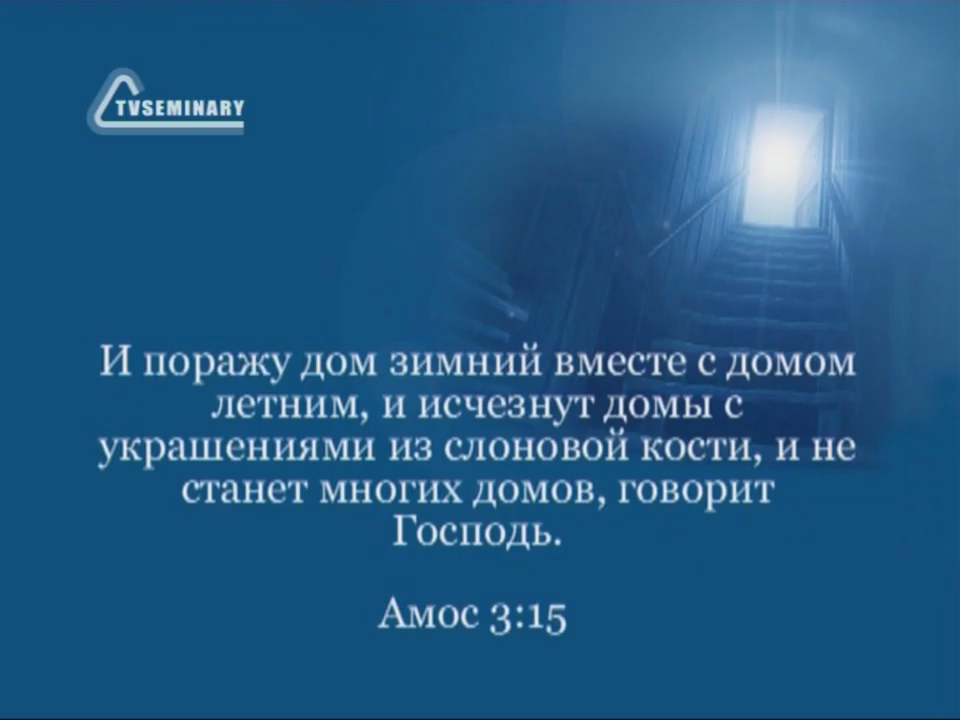 TVSEMINARY
И поражу дом зимний вместе с домом
летним, и исчезнут домы с
украшениями из слоновой кости, и не
станет многих домов, говорит
Господь.
Амос 3:15